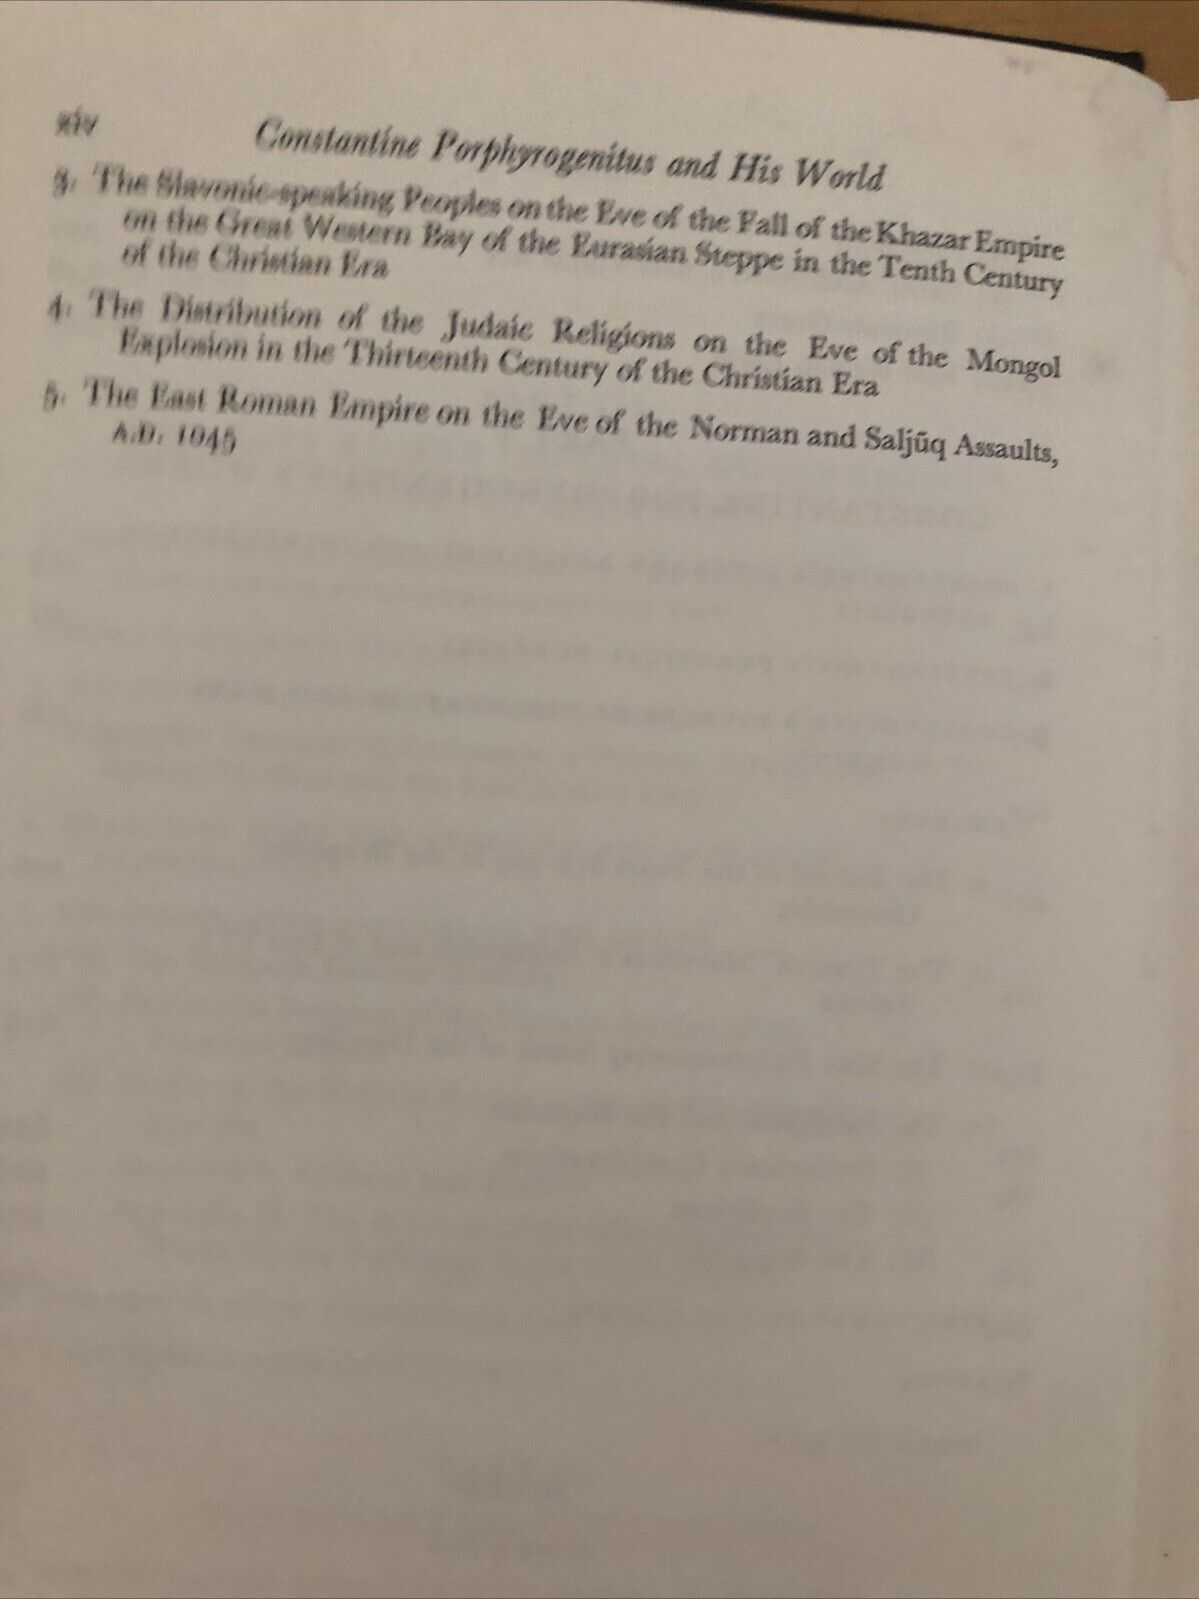 xiv Constantine Porphyrogenitus and His World
3. The Slavonic-speaking Peoples on the Eve of the Fall of the Khazar Empire
on the Great Western Bay of the Eurasian Steppe in the Tenth Century
of the Christian Era
4. The Distribution of the Judaic Religions on the Eve of the Mongol
Explosion in the Thirteenth Century of the Christian Era
5. The East Roman Empire on the Eve of the Norman and Saljūq Assaults,
A.D. 1045